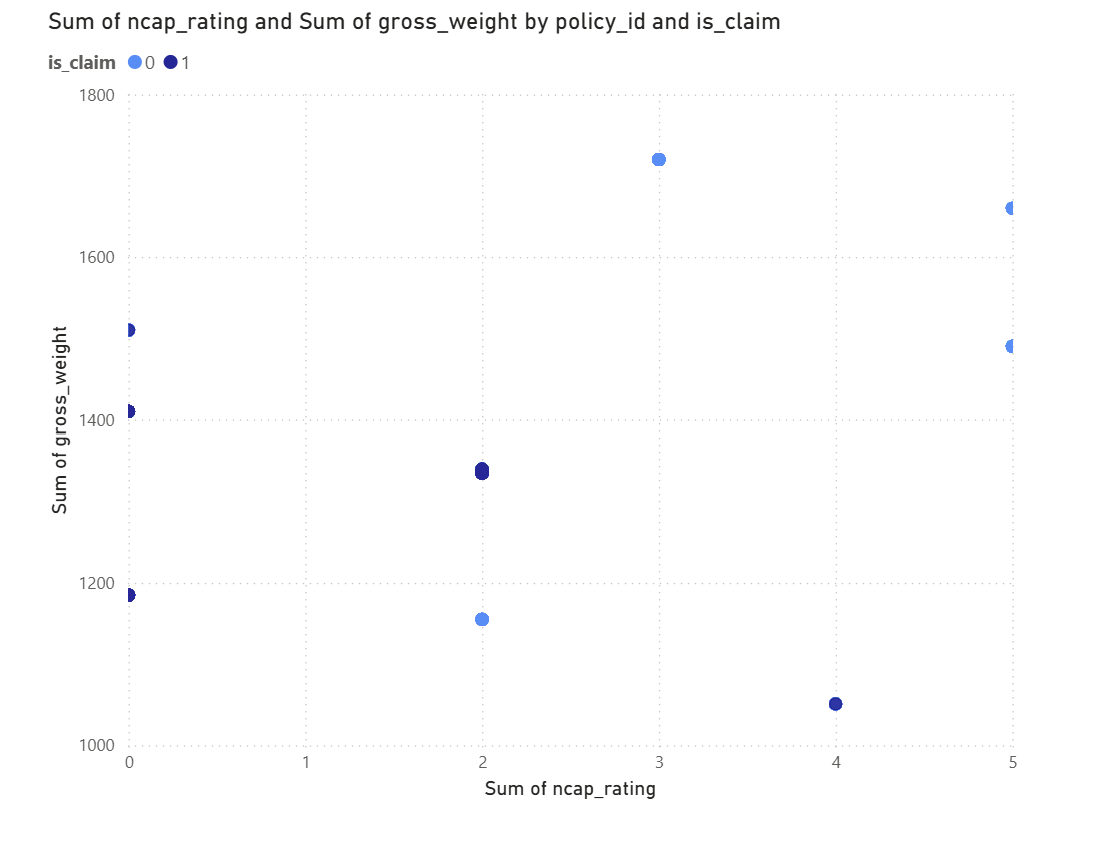 Sum of ncap_rating and Sum of gross_weight by policy_id and is_claim
is_claim 0 1
1800
1600
1400
1200
1000
Sum of gross_weight
0 1 2 3 4 5
Sum of ncap_rating